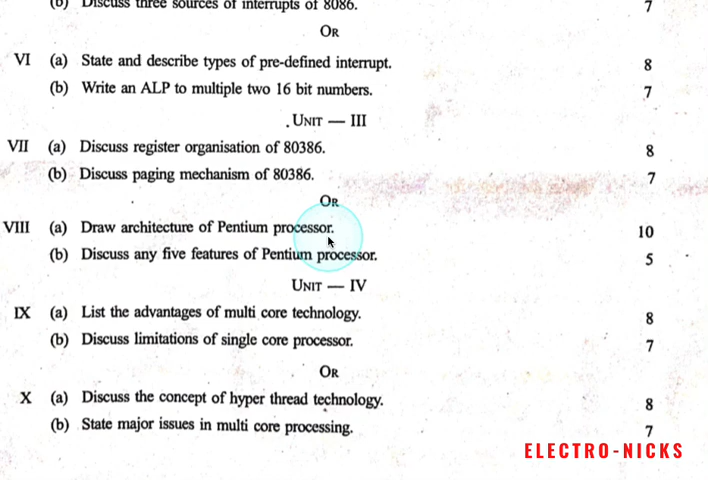 (b) Discuss three sources of interrupts of 8086. 7
OR
VI (a) State and describe types of pre-defined interrupt. 8
(b) Write an ALP to multiple two 16 bit numbers. 7
UNIT — III
VII (a) Discuss register organisation of 80386. 8
(b) Discuss paging mechanism of 80386. 7
OR
VIII (a) Draw architecture of Pentium processor. 10
(b) Discuss any five features of Pentium processor. 5
UNIT — IV
IX (a) List the advantages of multi core technology. 8
(b) Discuss limitations of single core processor. 7
OR
X (a) Discuss the concept of hyper thread technology. 8
(b) State major issues in multi core processing. 7
ELECTRO-NICKS